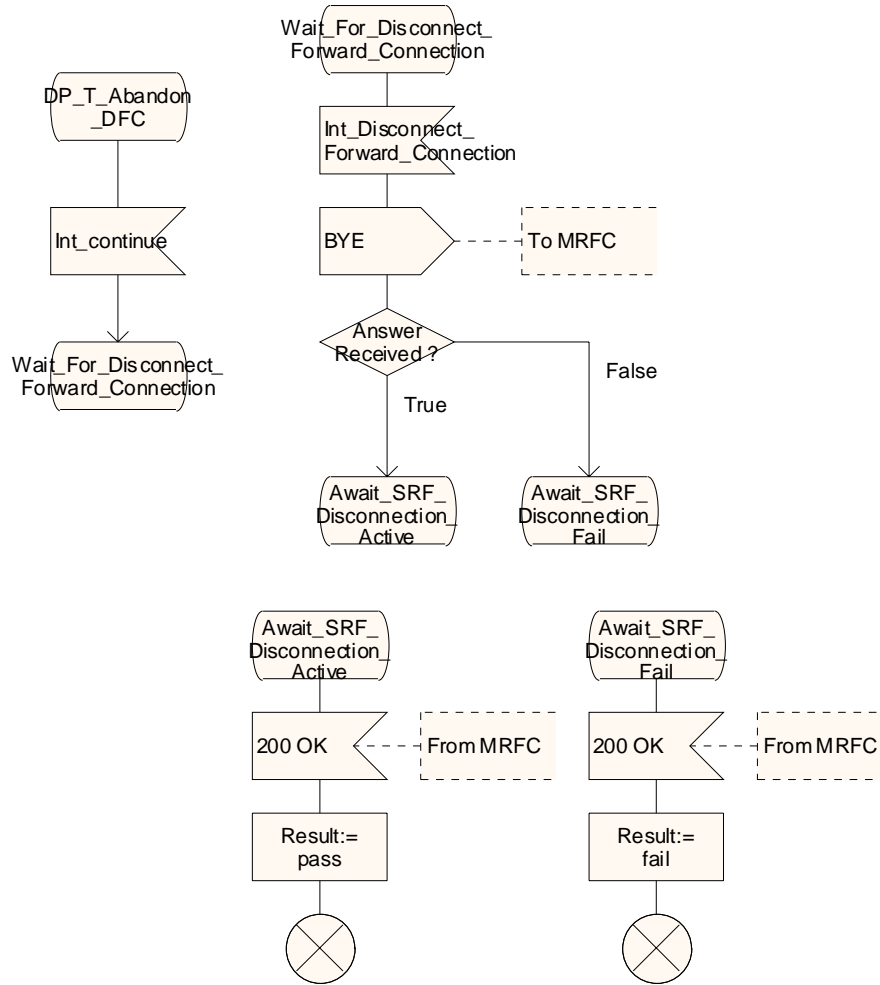 DP_T_Abandon
_DFC
Int_continue
Wait_For_Disconnect_
Forward_Connection
Wait_For_Disconnect_
Forward_Connection
Int_Disconnect_
Forward_Connection
BYE
To MRFC
Answer
Received ?
True
False
Await_SRF_
Disconnection_
Active
Await_SRF_
Disconnection_
Fail
Await_SRF_
Disconnection_
Active
200 OK
From MRFC
Result:=
pass
Await_SRF_
Disconnection_
Fail
200 OK
From MRFC
Result:=
fail